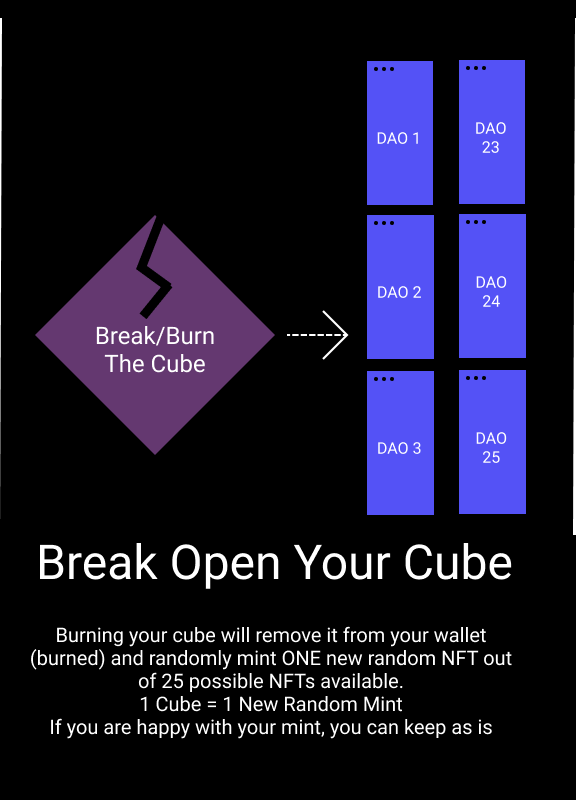 DAO 1
DAO
23
DAO 2
DAO
24
Break/Burn
The Cube
DAO 3
DAO
25
Break Open Your Cube
Burning your cube will remove it from your wallet
(burned) and randomly mint ONE new random NFT out
of 25 possible NFTs available.
1 Cube = 1 New Random Mint
If you are happy with your mint, you can keep as is